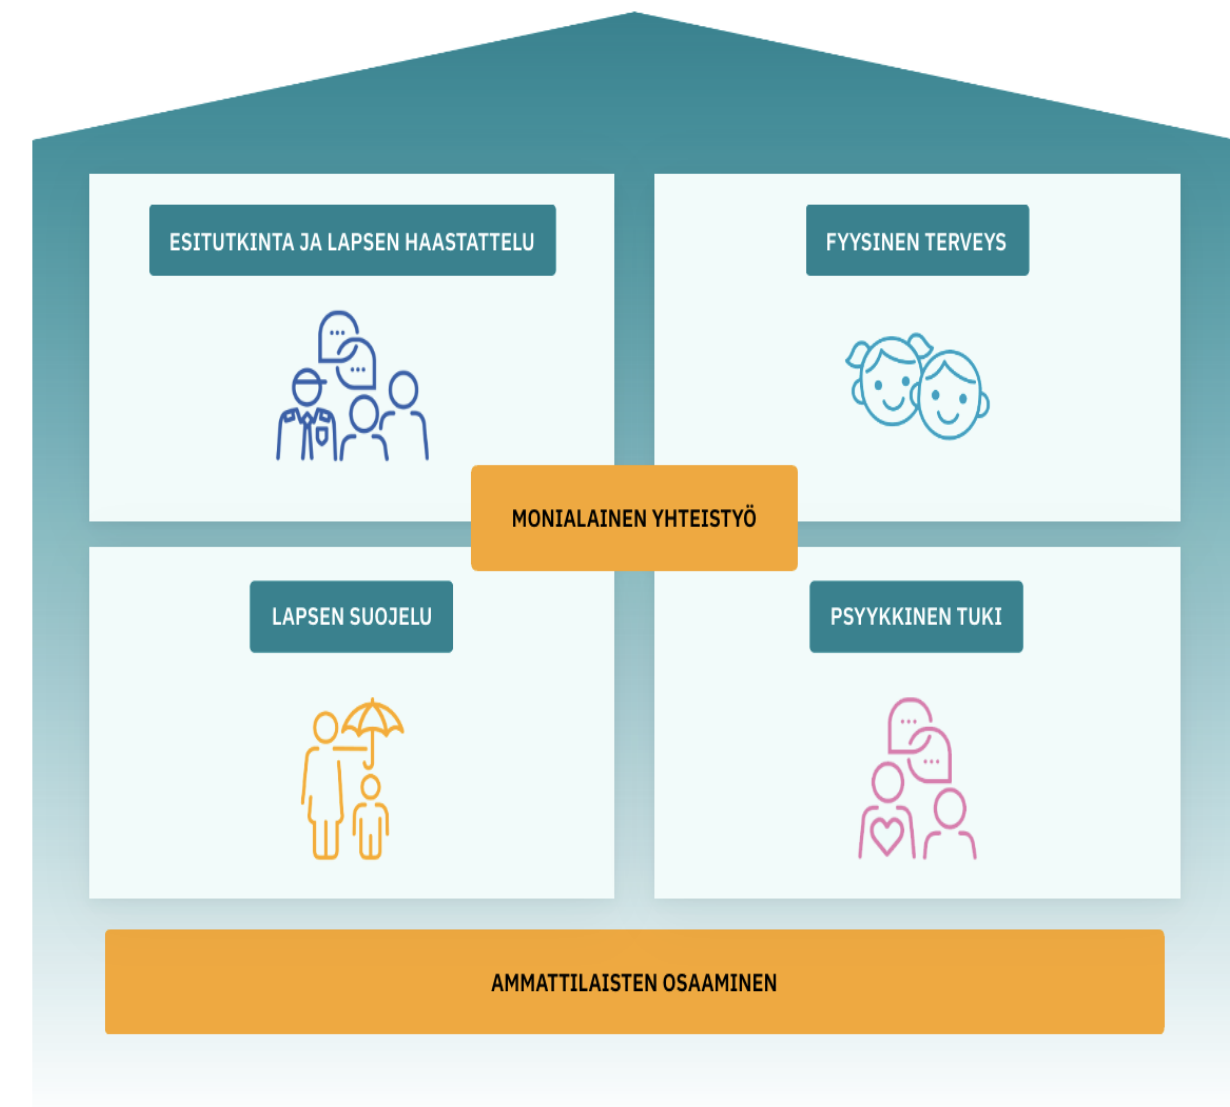 ESITUTKINTA JA LAPSEN HAASTATTELU
FYYSINEN TERVEYS
MONIALAINEN YHTEISTYÖ
LAPSEN SUOJELU
PSYYKKINEN TUKI
AMMATTILAISTEN OSAAMINEN